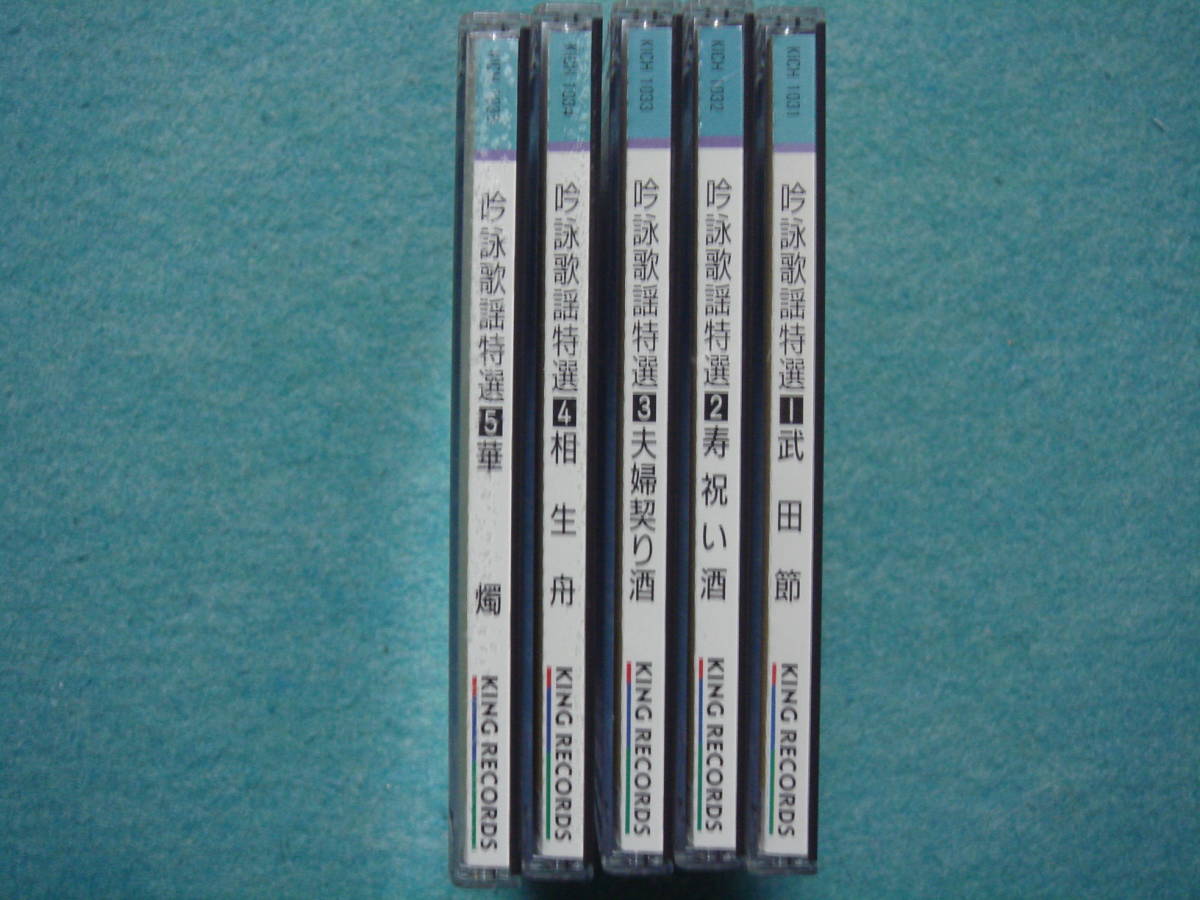 吟詠歌謡特選 5 華燭
KING RECORDS
KICH 1034
吟詠歌謡特選 4 相生舟
KING RECORDS
KICH 1033
吟詠歌謡特選 3 夫婦契り酒
KING RECORDS
KICH 1032
吟詠歌謡特選 2 寿祝い酒
KING RECORDS
KICH 1031
吟詠歌謡特選 1 武田節
KING RECORDS